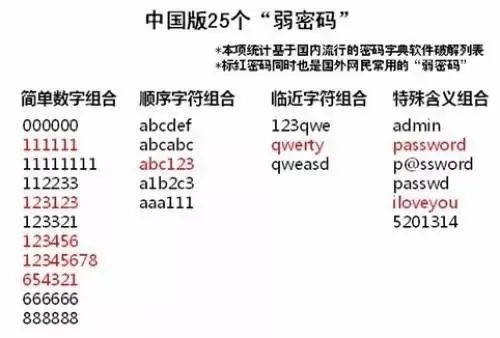 中国版25个“弱密码”
*本项统计基于国内流行的密码字典软件破解列表
*标红密码同时也是国外网民常用的“弱密码”
简单数字组合
000000
111111
11111111
112233
123123
123321
123456
12345678
654321
666666
888888
顺序字符组合
abcdef
abcabc
abc123
a1b2c3
aaa111
临近字符组合
123qwe
qwerty
qweasd
特殊含义组合
admin
password
p@ssword
passwd
iloveyou
5201314